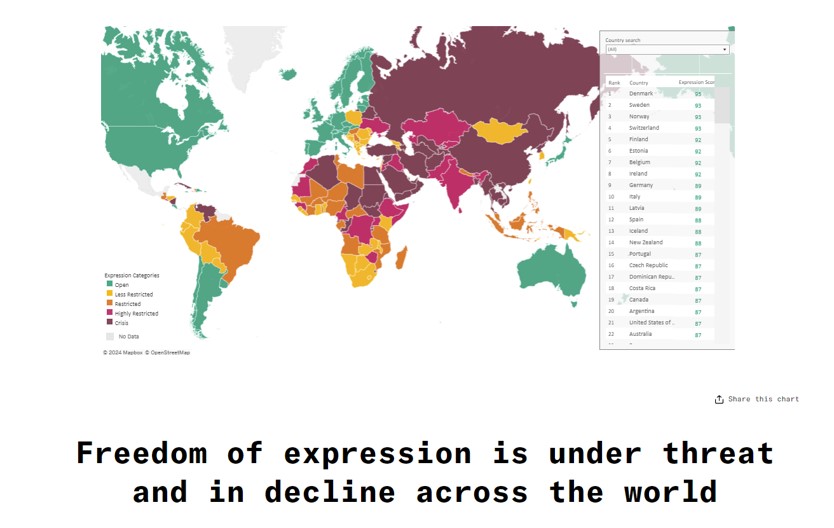 Country search
(All)
Rank Country Expression Scor
1 Denmark 95
2 Sweden 93
3 Norway 93
4 Switzerland 93
5 Finland 92
6 Estonia 92
7 Belgium 92
8 Ireland 92
9 Germany 89
10 Italy 89
11 Latvia 89
12 Spain 88
13 Iceland 88
14 New Zealand 88
15 Portugal 87
16 Czech Republic 87
17 Dominican Repu.. 87
18 Costa Rica 87
19 Canada 87
20 Argentina 87
21 United States of .. 87
22 Australia 87
Expression Categories
Open
Less Restricted
Restricted
Highly Restricted
Crisis
No Data
© 2024 Mapbox © OpenStreetMap
Share this chart
Freedom of expression is under threat
and in decline across the world